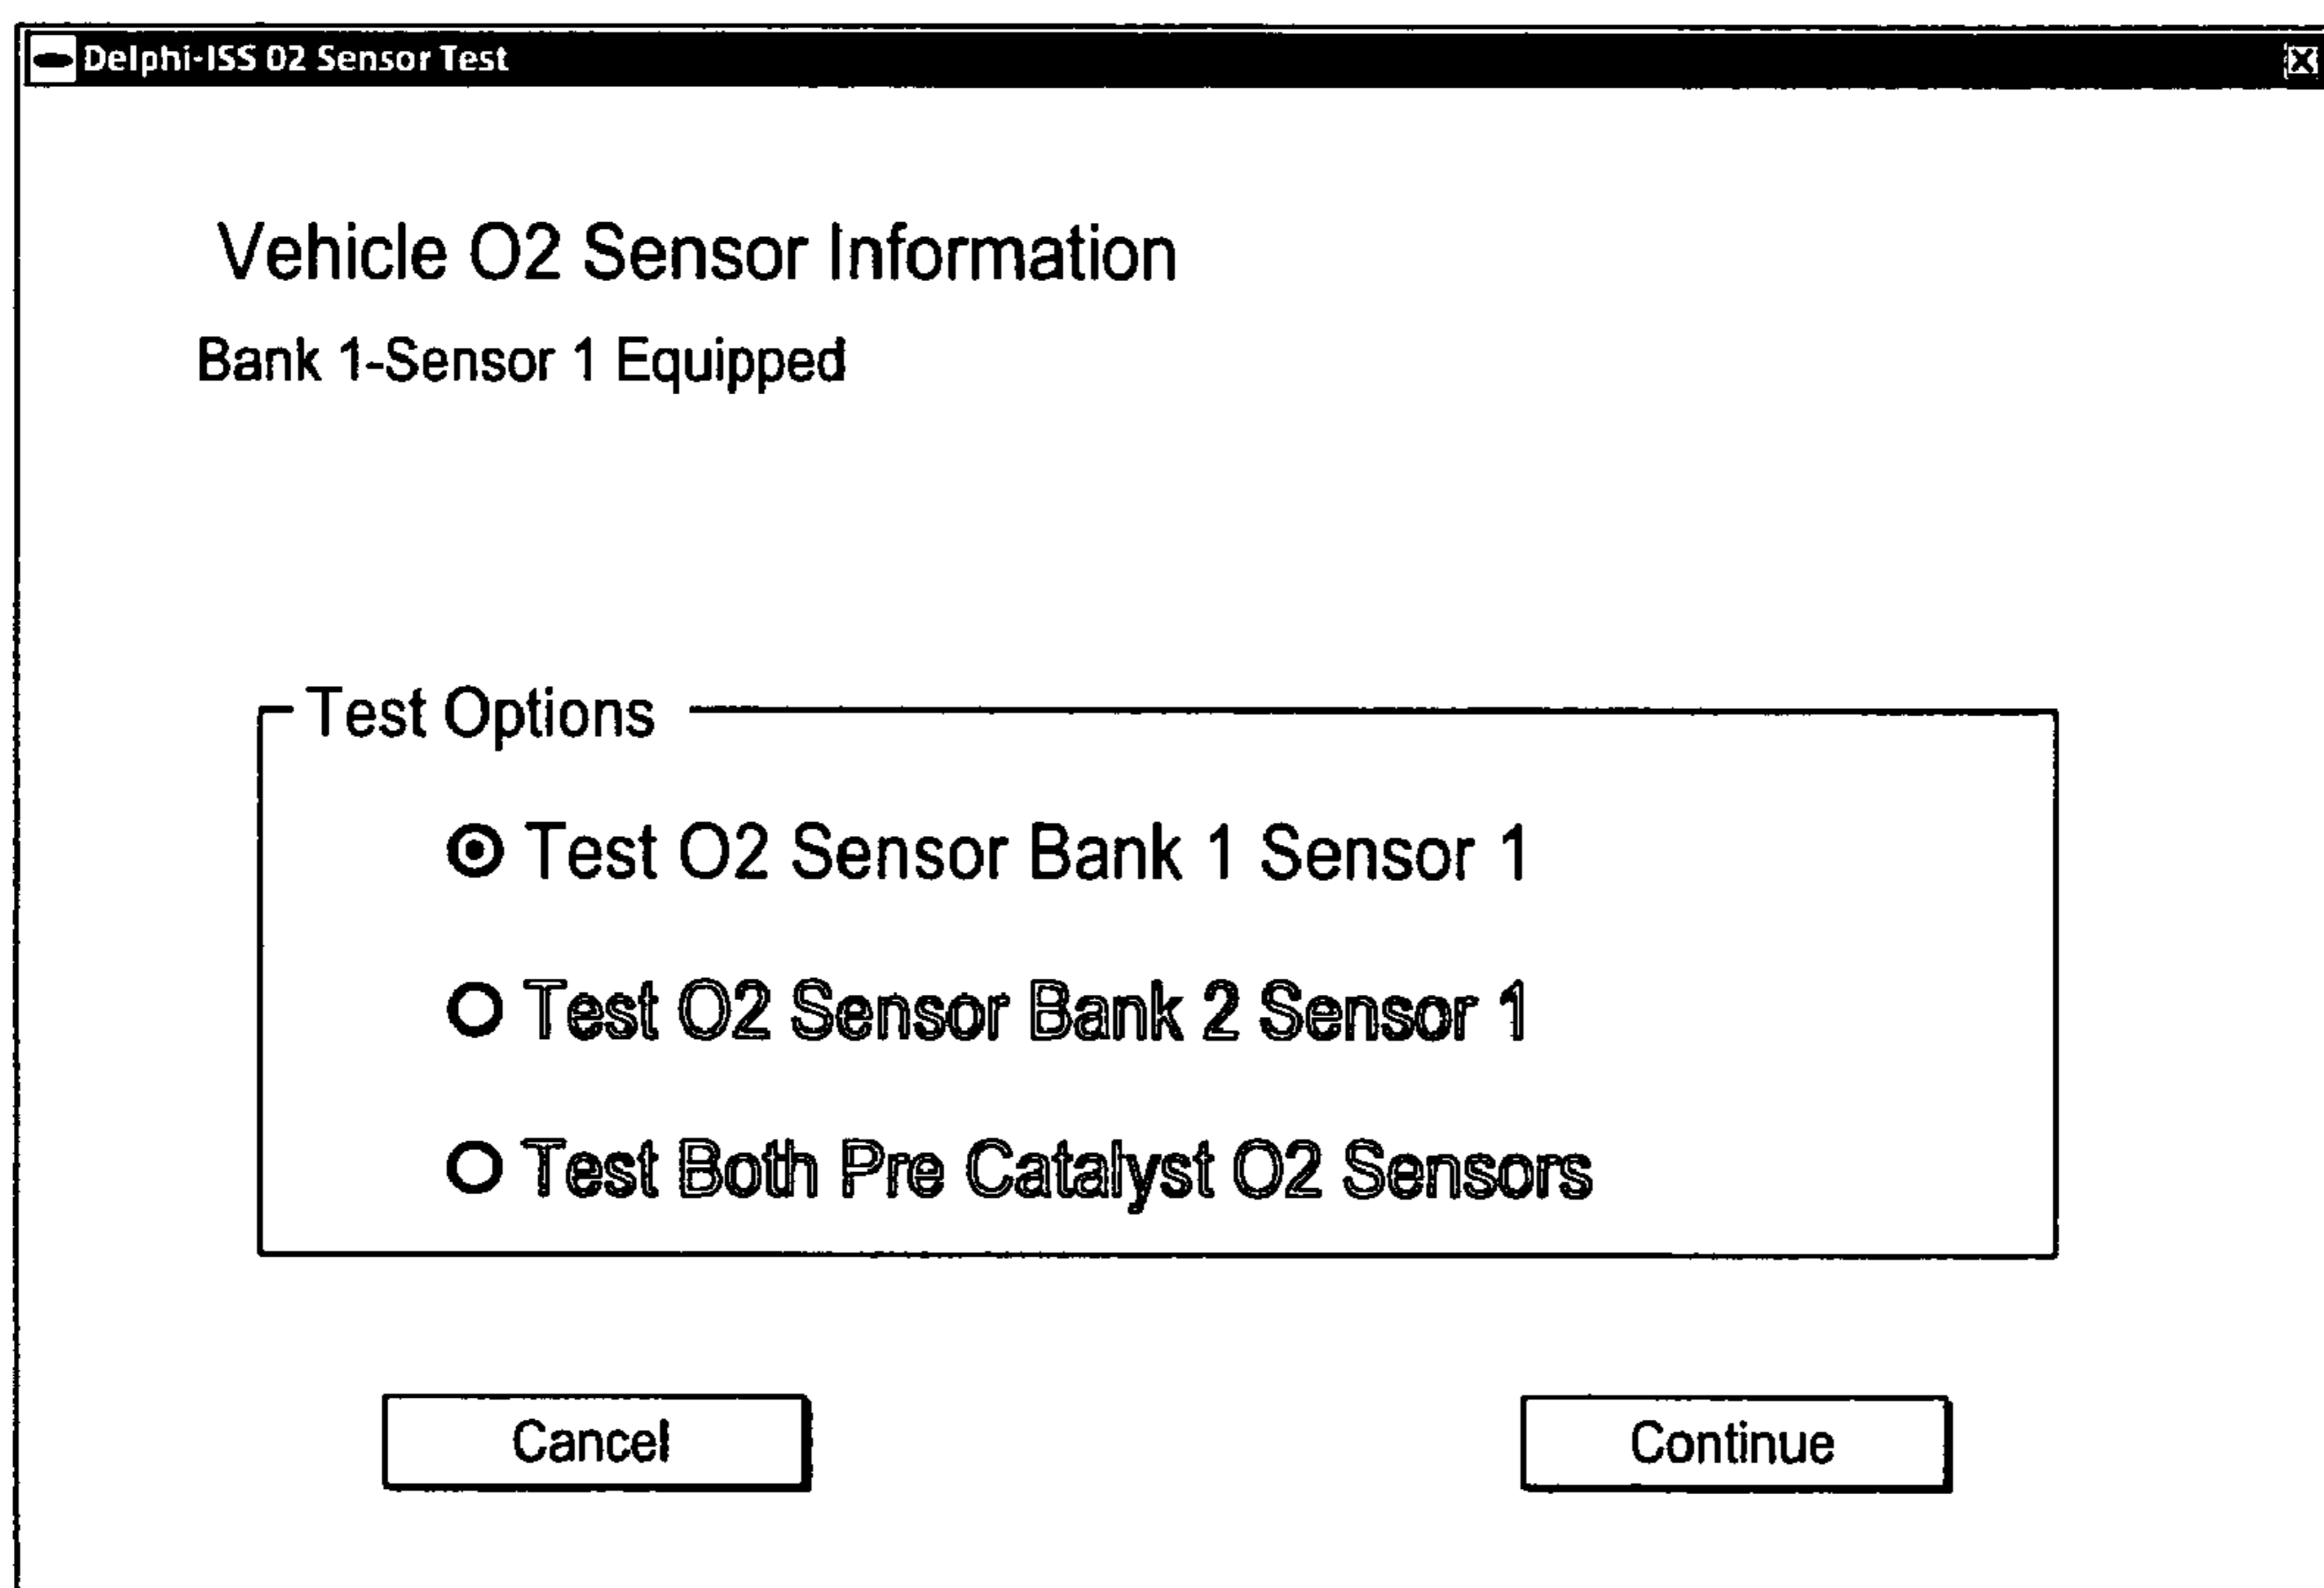 Delphi-ISS O2 Sensor Test
Vehicle O2 Sensor Information
Bank 1-Sensor 1 Equipped
Test Options
Test O2 Sensor Bank 1 Sensor 1
Test O2 Sensor Bank 2 Sensor 1
Test Both Pre Catalyst O2 Sensors
Cancel
Continue